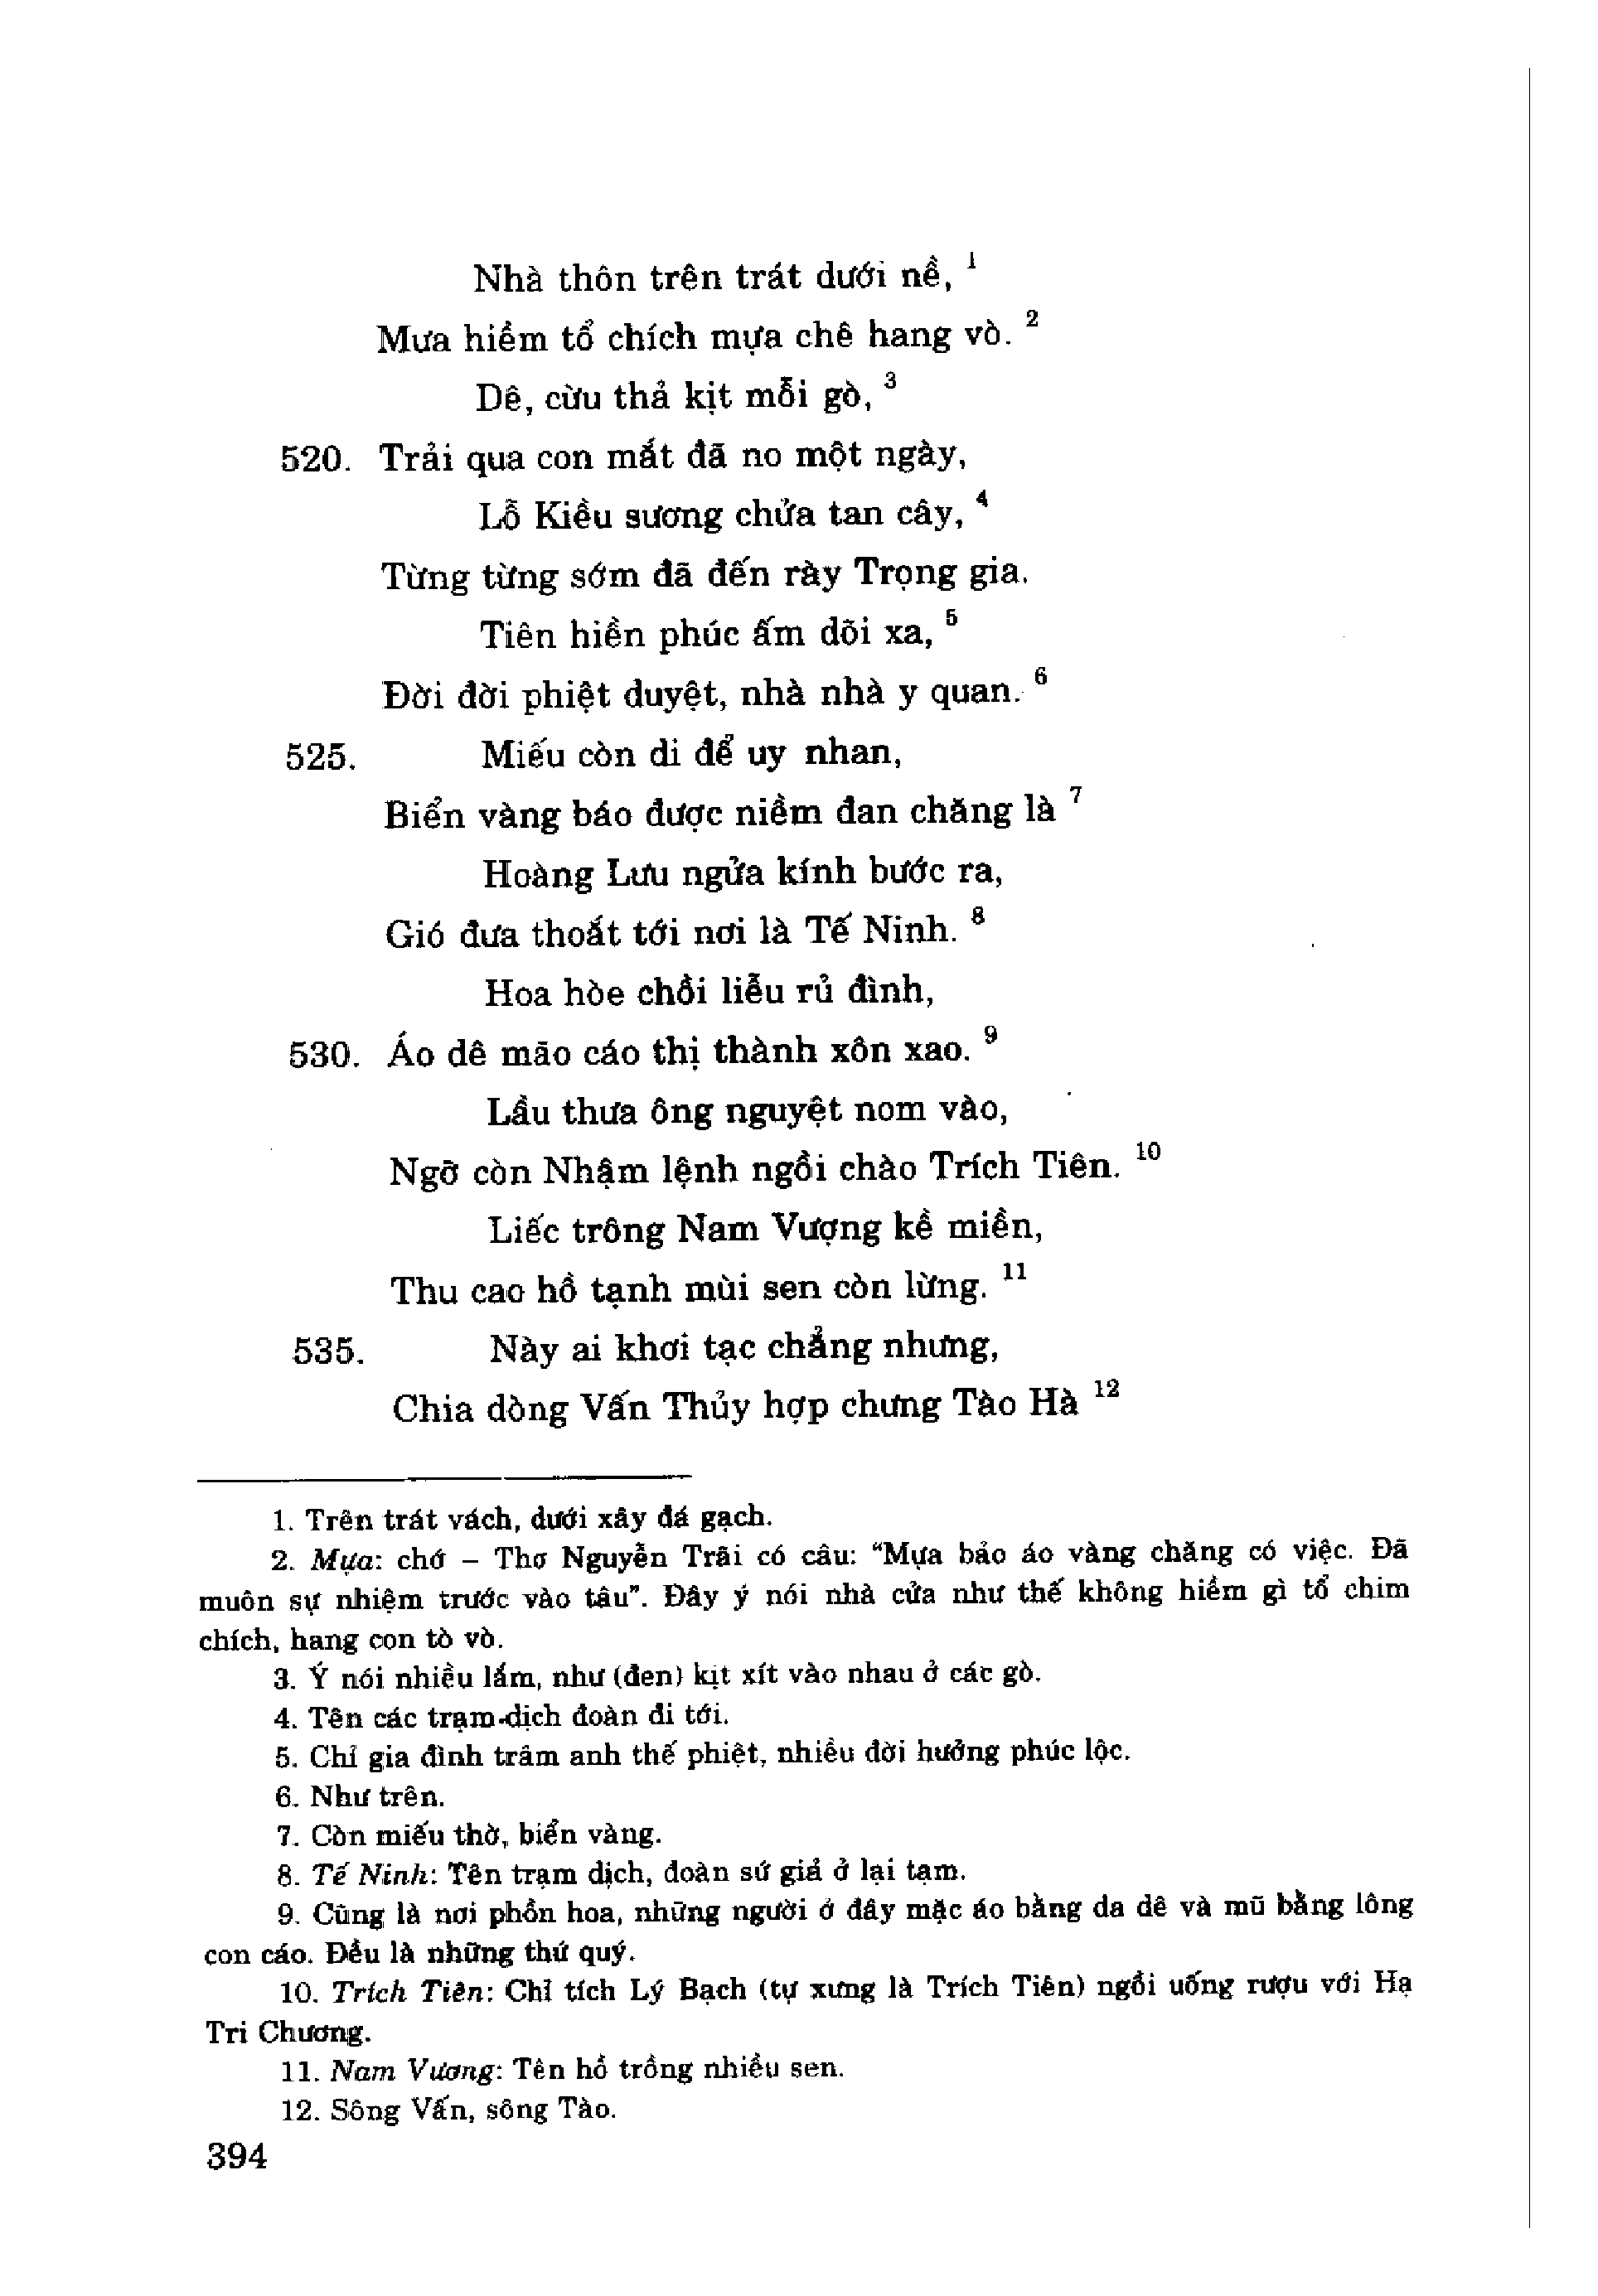 Nhà thôn trên trát dưới nề, 1
Mưa hiềm tổ chích mựa chê hang vò. 2
Dê, cừu thả kịt mỗi gò, 3
520. Trải qua con mắt đã no một ngày,
Lỗ Kiều sương chửa tan cây, 4
Từng từng sớm đã đến rày Trọng gia.
Tiên hiền phúc ấm dõi xa, 5
Đời đời phiệt duyệt, nhà nhà y quan. 6
525. Miếu còn di để uy nhan,
Biển vàng báo được niềm đan chăng là 7
Hoàng Lưu ngửa kính bước ra,
Gió đưa thoắt tới nơi là Tế Ninh. 8
Hoa hòe chồi liễu rủ đình,
530. Áo dê mão cáo thị thành xôn xao. 9
Lầu thưa ông nguyệt nom vào,
Ngỡ còn Nhậm lệnh ngồi chào Trích Tiên. 10
Liếc trông Nam Vượng kề miền,
Thu cao hồ tạnh mùi sen còn lừng. 11
535. Này ai khơi tạc chẳng nhưng,
Chia dòng Vấn Thủy hợp chưng Tào Hà 12
1. Trên trát vách, dưới xây đá gạch.
2. Mựa: chớ – Thơ Nguyễn Trãi có câu: “Mựa bảo áo vàng chăng có việc. Đã
muôn sự nhiệm trước vào tâu”. Đây ý nói nhà cửa như thế không hiềm gì tổ chim
chích, hang con tò vò.
3. Ý nói nhiều lắm, như (đen) kịt xít vào nhau ở các gò.
4. Tên các trạm-dịch đoàn đi tới.
5. Chỉ gia đình trâm anh thế phiệt, nhiều đời hưởng phúc lộc.
6. Như trên.
7. Còn miếu thờ, biển vàng.
8. Tế Ninh: Tên trạm dịch, đoàn sứ giả ở lại tạm.
9. Cũng là nơi phồn hoa, những người ở đây mặc áo bằng da dê và mũ bằng lông
con cáo. Đều là những thứ quý.
10. Trích Tiên: Chỉ tích Lý Bạch (tự xưng là Trích Tiên) ngồi uống rượu với Hạ
Tri Chương.
11. Nam Vương: Tên hồ trồng nhiều sen.
12. Sông Vấn, sông Tào.
394